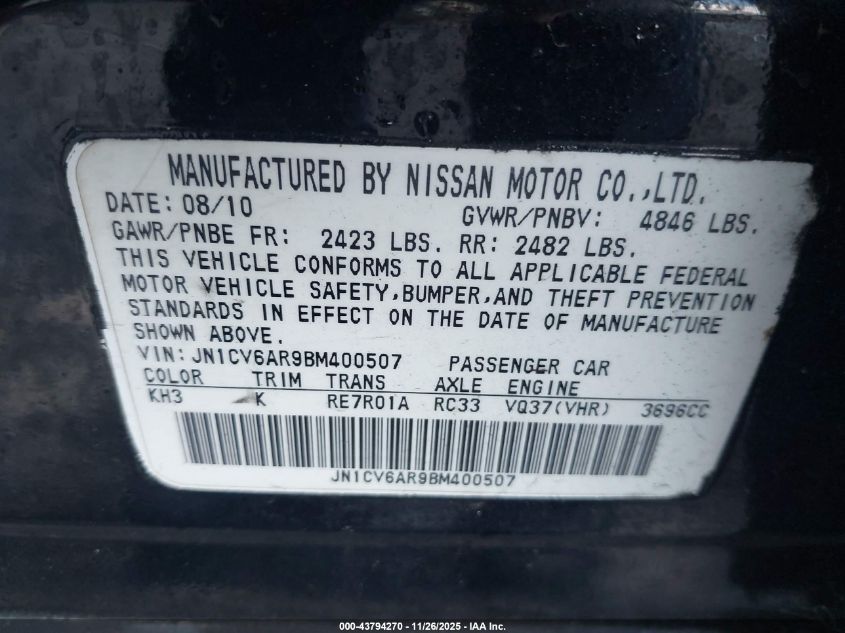 MANUFACTURED BY NISSAN MOTOR CO.,LTD.
DATE: 08/10 GVWR/PNBV: 4846 LBS.
GAWR/PNBE FR: 2423 LBS. RR: 2482 LBS.
THIS VEHICLE CONFORMS TO ALL APPLICABLE FEDERAL
MOTOR VEHICLE SAFETY,BUMPER,AND THEFT PREVENTION
STANDARDS IN EFFECT ON THE DATE OF MANUFACTURE
SHOWN ABOVE.
VIN: JN1CV6AR9BM400507 PASSENGER CAR
COLOR TRIM TRANS AXLE ENGINE
KH3 K RE7R01A RC33 VQ37(VHR) 3696CC
JN1CV6AR9BM400507
000-43794270 - 11/26/2025 - IAA Inc.